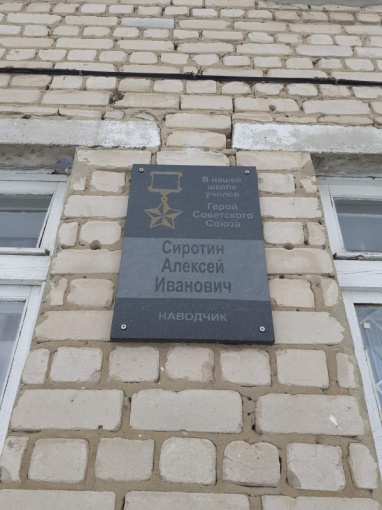 В нашей
школе
учился
Герой
Советского
Союза
Сиротин
Алексей
Иванович
НАВОДЧИК